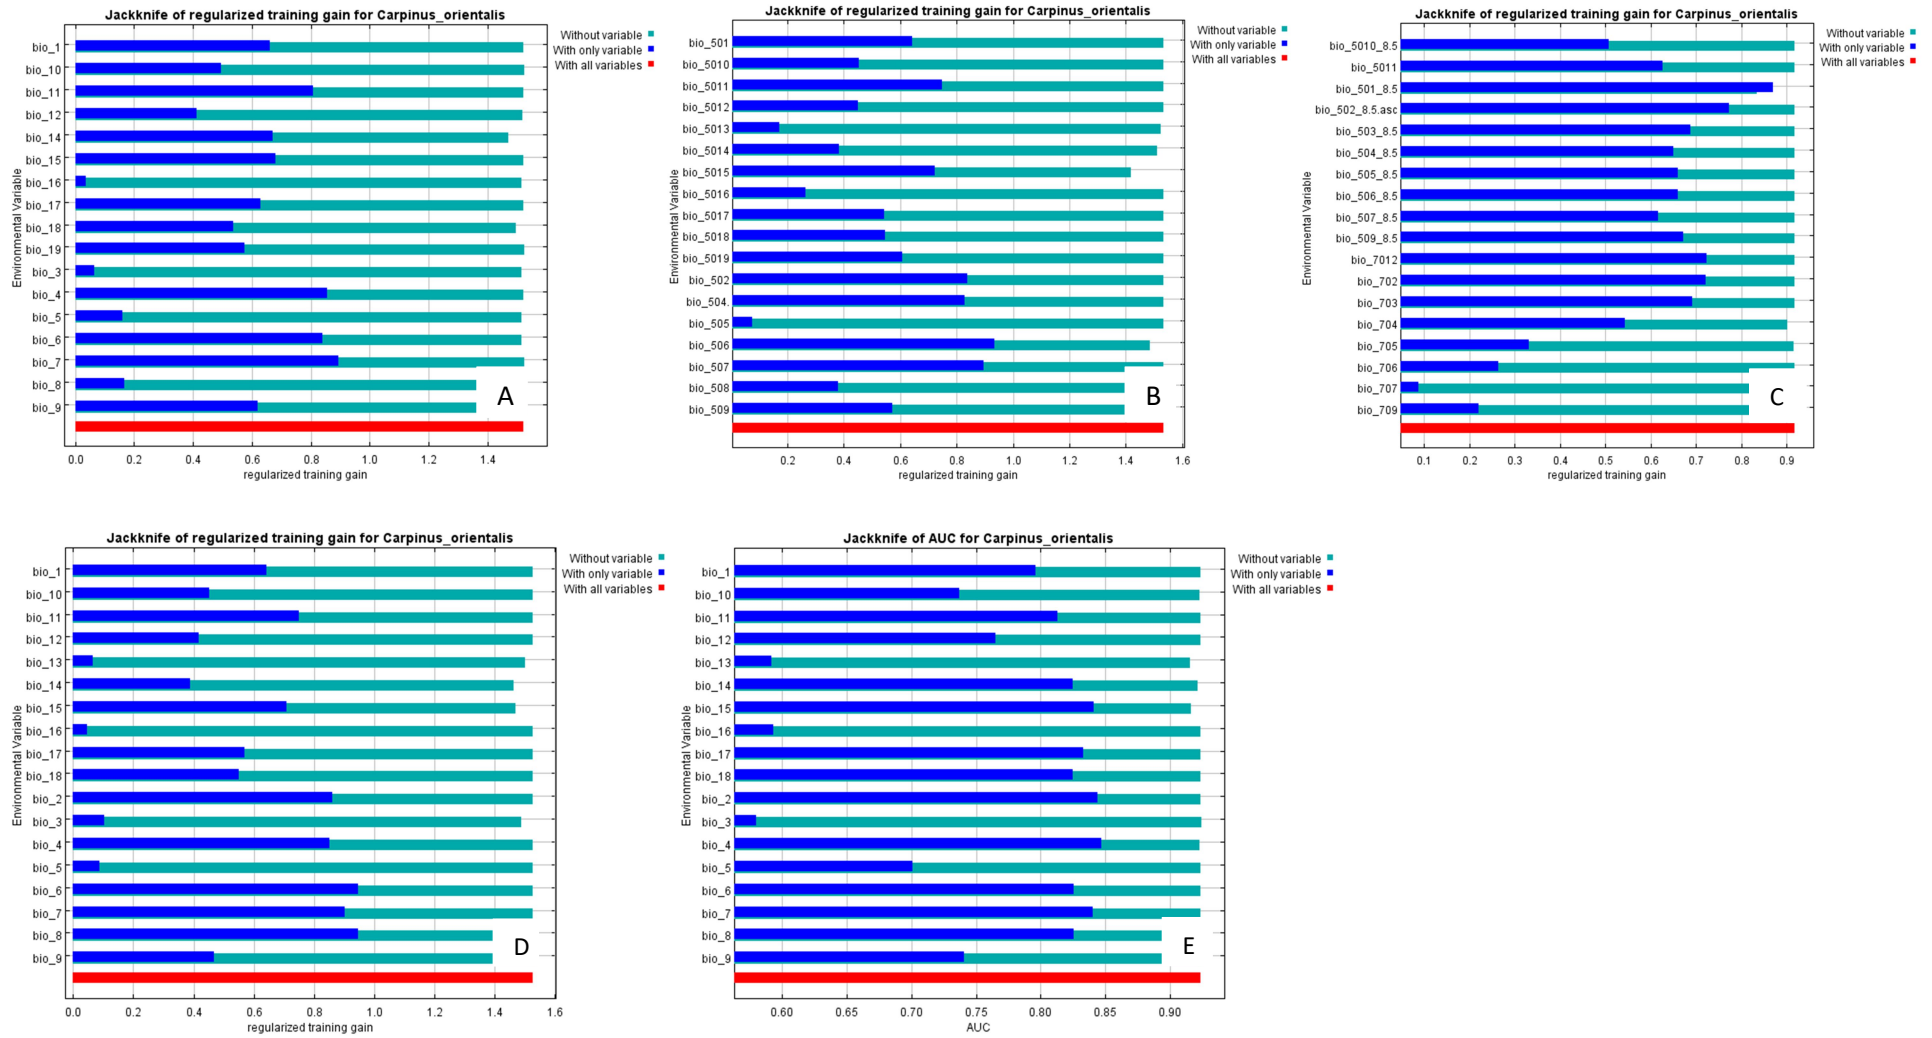 Jackknife of regularized training gain for Carpinus_orientalis
Without variable
With only variable
With all variables
Environmental Variable
bio_1
bio_10
bio_11
bio_12
bio_14
bio_15
bio_16
bio_17
bio_18
bio_19
bio_3
bio_4
bio_5
bio_6
bio_7
bio_8
bio_9
A
0.0 0.2 0.4 0.6 0.8 1.0 1.2 1.4
regularized training gain
Jackknife of regularized training gain for Carpinus_orientalis
Without variable
With only variable
With all variables
Environmental Variable
bio_501
bio_5010
bio_5011
bio_5012
bio_5013
bio_5014
bio_5015
bio_5016
bio_5017
bio_5018
bio_5019
bio_502
bio_504.
bio_505
bio_506
bio_507
bio_508
bio_509
B
0.2 0.4 0.6 0.8 1.0 1.2 1.4 1.6
regularized training gain
Jackknife of regularized training gain for Carpinus_orientalis
Without variable
With only variable
With all variables
Environmental Variable
bio_5010_8.5
bio_5011
bio_501_8.5
bio_502_8.5.asc
bio_503_8.5
bio_504_8.5
bio_505_8.5
bio_506_8.5
bio_507_8.5
bio_509_8.5
bio_7012
bio_702
bio_703
bio_704
bio_705
bio_706
bio_707
bio_709
C
0.1 0.2 0.3 0.4 0.5 0.6 0.7 0.8 0.9
regularized training gain
Jackknife of regularized training gain for Carpinus_orientalis
Without variable
With only variable
With all variables
Environmental Variable
bio_1
bio_10
bio_11
bio_12
bio_13
bio_14
bio_15
bio_16
bio_17
bio_18
bio_2
bio_3
bio_4
bio_5
bio_6
bio_7
bio_8
bio_9
D
0.0 0.2 0.4 0.6 0.8 1.0 1.2 1.4 1.6
regularized training gain
Jackknife of AUC for Carpinus_orientalis
Without variable
With only variable
With all variables
Environmental Variable
bio_1
bio_10
bio_11
bio_12
bio_13
bio_14
bio_15
bio_16
bio_17
bio_18
bio_2
bio_3
bio_4
bio_5
bio_6
bio_7
bio_8
bio_9
E
0.60 0.65 0.70 0.75 0.80 0.85 0.90
AUC